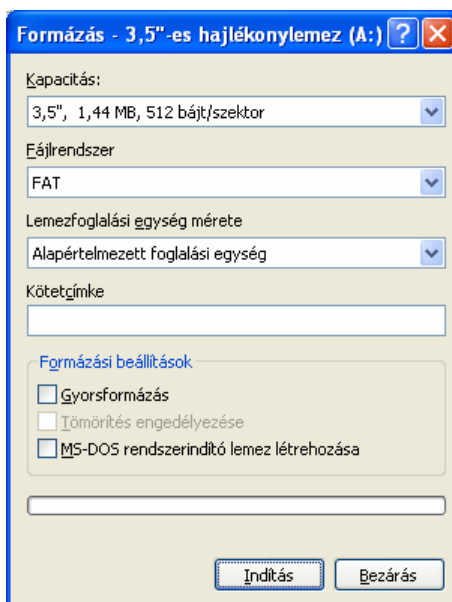 Formázás - 3,5"-es hajlékonylemez (A:)
Kapacitás:
3,5", 1,44 MB, 512 bájt/szektor
Fájlrendszer
FAT
Lemezfoglalási egység mérete
Alapértelmezett foglalási egység
Kötetcímke
Formázási beállítások
Gyorsformázás
Tömörítés engedélyezése
MS-DOS rendszerindító lemez létrehozása
Indítás Bezárás